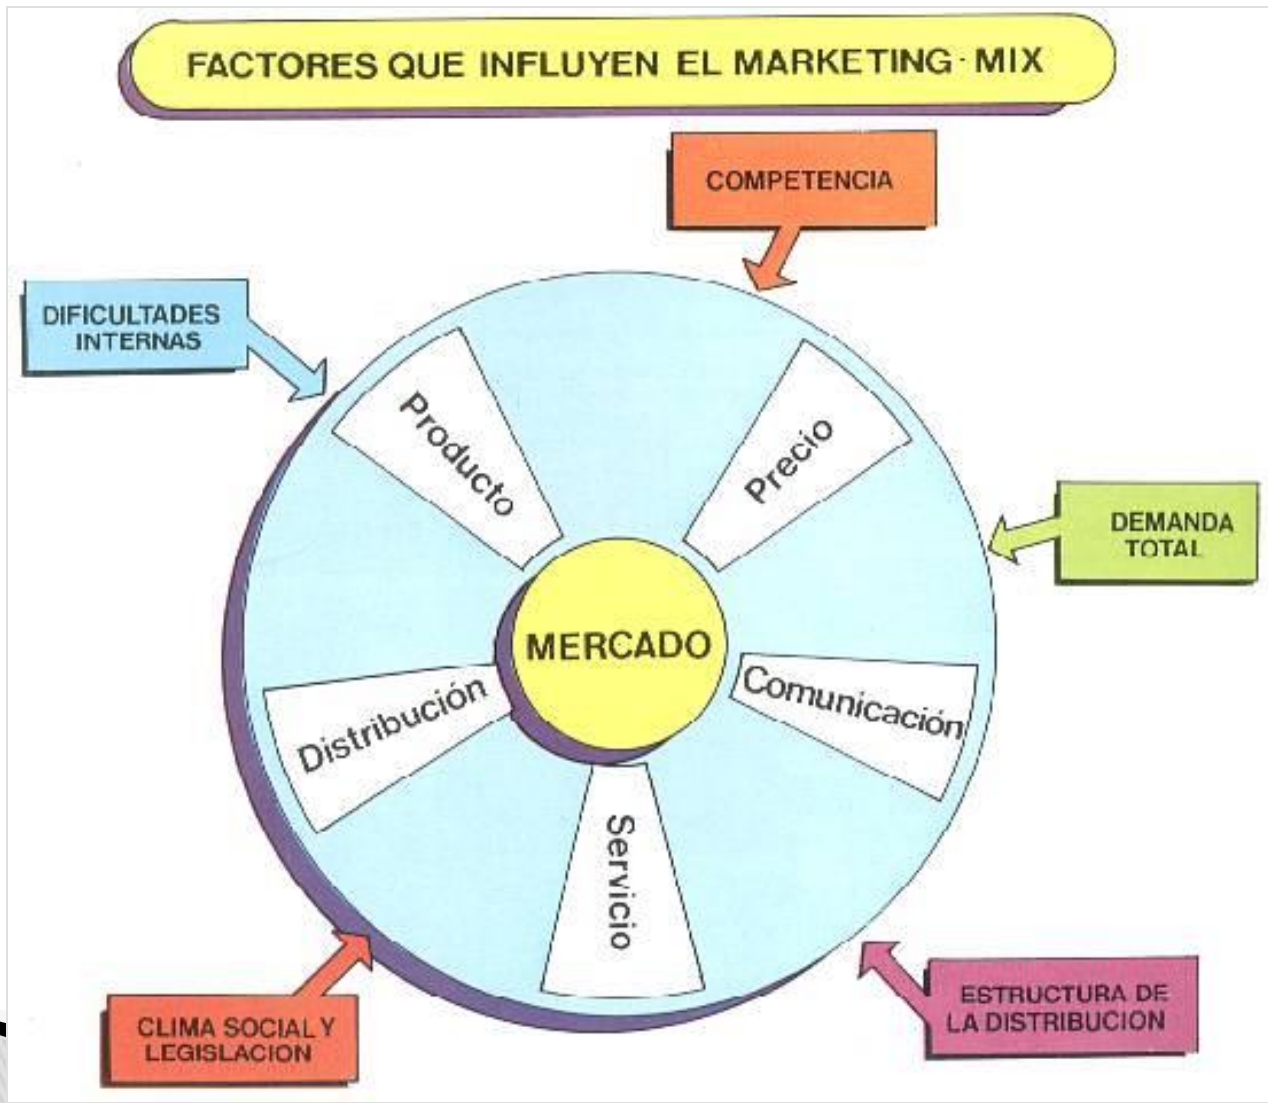 FACTORES QUE INFLUYEN EL MARKETING - MIX
COMPETENCIA
DIFICULTADES
INTERNAS
Producto
Precio
DEMANDA
TOTAL
MERCADO
Comunicación
Distribución
Servicio
ESTRUCTURA DE
LA DISTRIBUCION
CLIMA SOCIAL Y
LEGISLACION